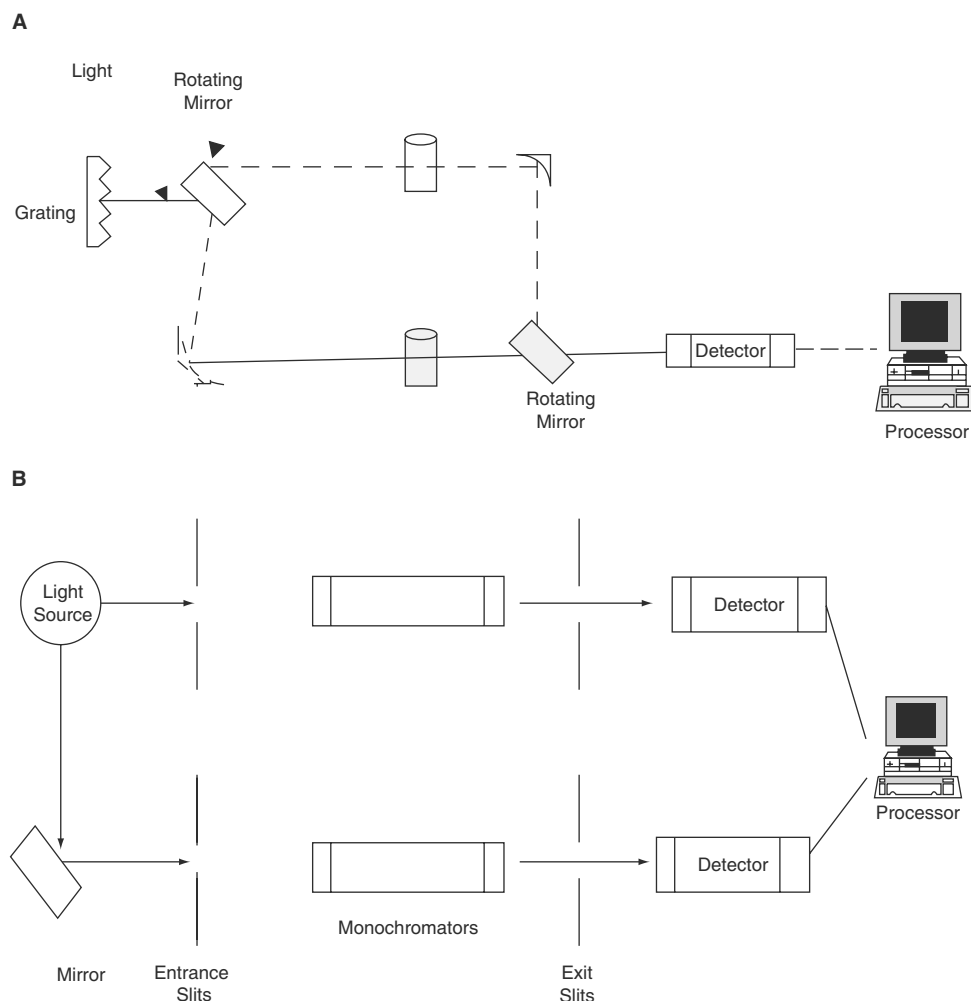 A
Light
Rotating
Mirror
Grating
Detector
Rotating
Mirror
Processor
B
Light
Source
Detector
Processor
Detector
Monochromators
Mirror
Entrance
Slits
Exit
Slits